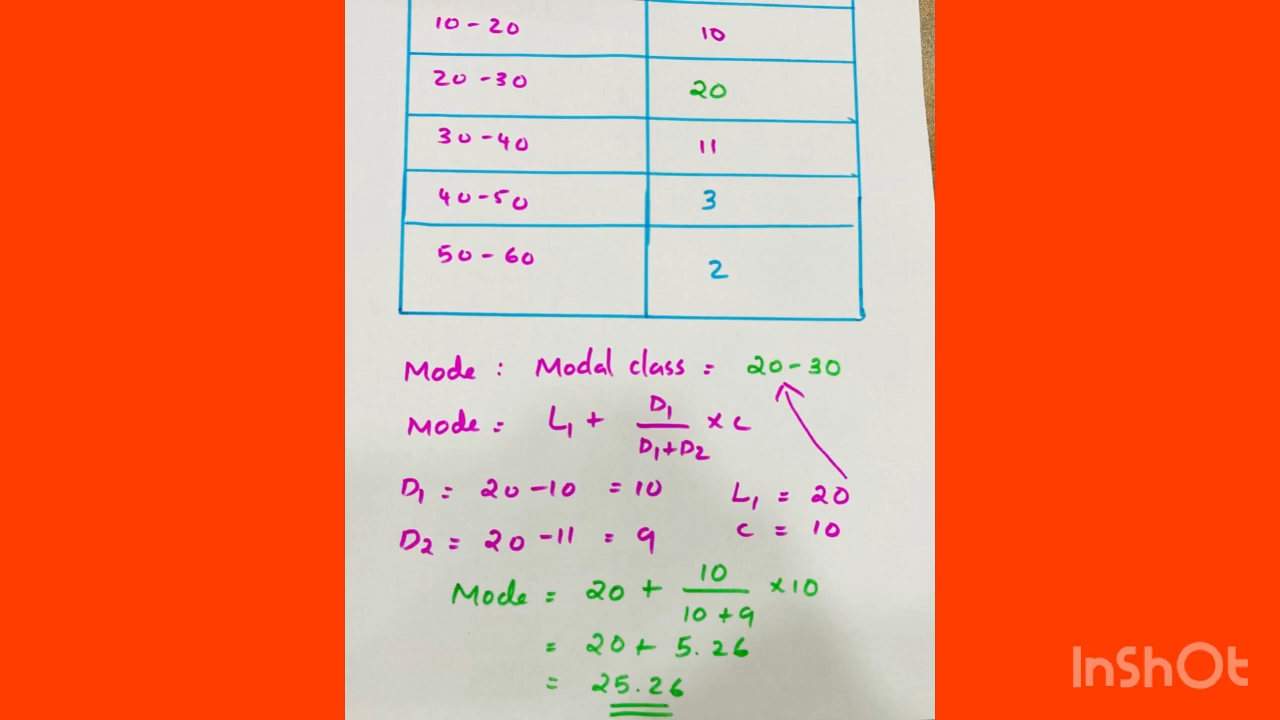 10 - 20 10
20 - 30 20
30 - 40 11
40 - 50 3
50 - 60 2
Mode : Modal class = 20 - 30
Mode = L₁ + D₁/(D₁+D₂) × c
D₁ = 20 - 10 = 10 L₁ = 20
D₂ = 20 - 11 = 9 c = 10
Mode = 20 + 10/(10+9) × 10
= 20 + 5.26
= 25.26
InShOt